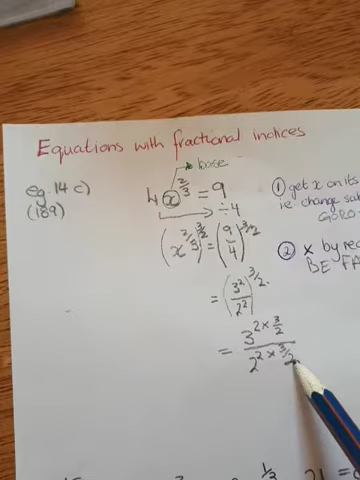 Equations with fractional indices
→ base
eg. 14 c)
(189)
4x^{2/3} = 9
÷4
(x^{2/3})^{3/2} = (9/4)^{3/2}
= (3²/2²)^{3/2}
= 3^{2 × 3/2} / 2^{2 × 3/2}
① get x on its
ie change sub
② x by rec
BE FA